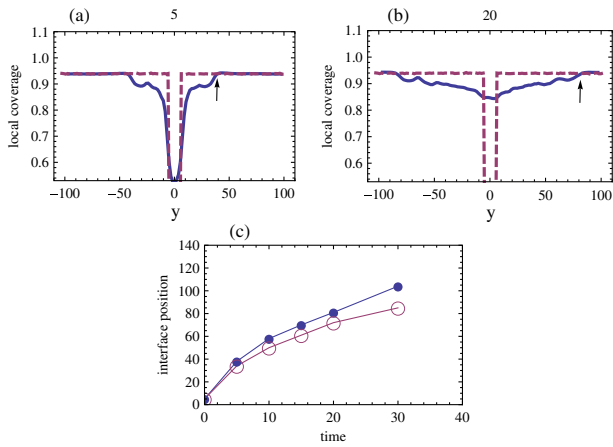 (a) 5
(b) 20
local coverage
1.1
1.0
0.9
0.8
0.7
0.6
−100 −50 0 50 100
y
local coverage
1.1
1.0
0.9
0.8
0.7
0.6
−100 −50 0 50 100
y
(c)
interface position
140
120
100
80
60
40
20
0
0 10 20 30 40
time